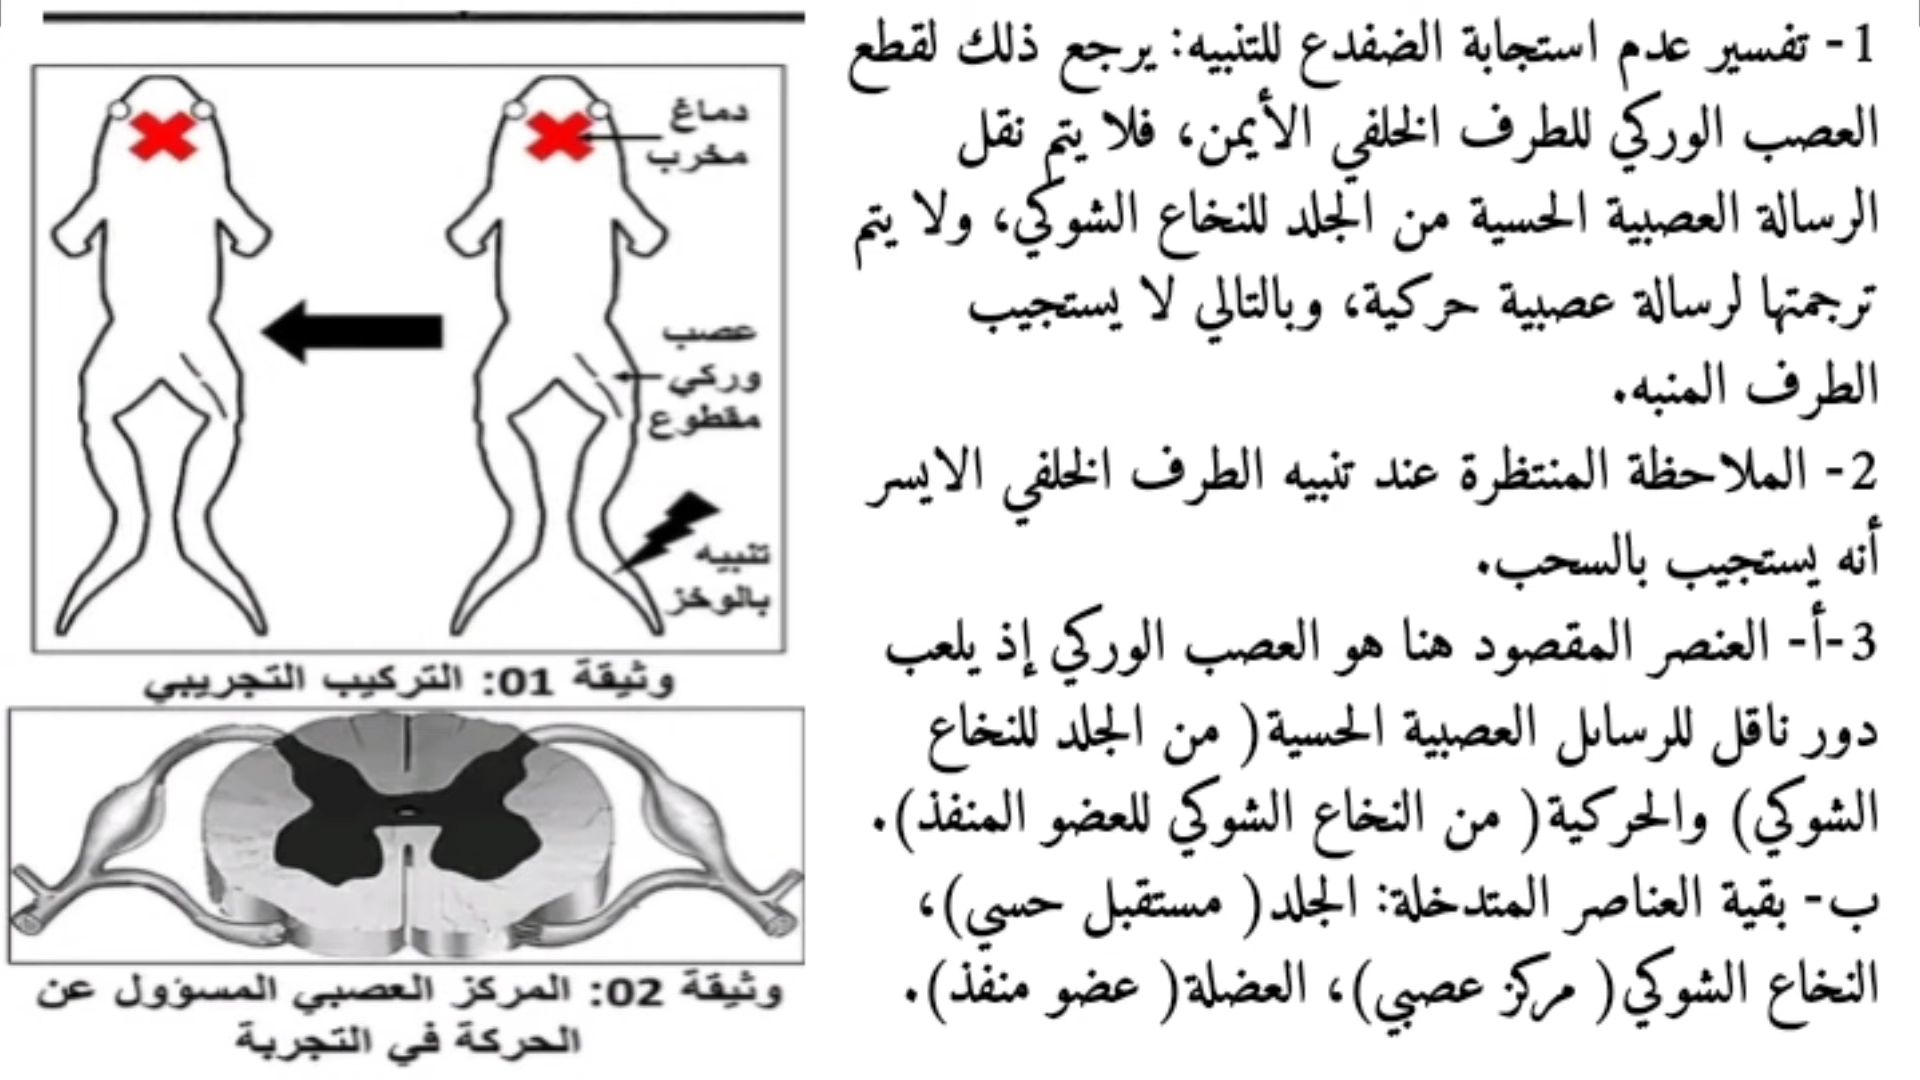 1- تفسير عدم استجابة الضفدع للتنبيه: يرجع ذلك لقطع
العصب الوركي للطرف الخلفي الأيمن، فلا يتم نقل
الرسالة العصبية الحسية من الجلد للنخاع الشوكي، ولا يتم
ترجمتها لرسالة عصبية حركية، وبالتالي لا يستجيب
الطرف المنبه.
2- الملاحظة المنتظرة عند تنبيه الطرف الخلفي الايسر
أنه يستجيب بالسحب.
3-أ- العنصر المقصود هنا هو العصب الوركي إذ يلعب
دور ناقل للرسايل العصبية الحسية( من الجلد للنخاع
الشوكي) والحركية( من النخاع الشوكي للعضو المنفذ).
ب- بقية العناصر المتدخلة: الجلد( مستقبل حسي)،
النخاع الشوكي( مركز عصبي)، العضلة( عضو منفذ).
دماغ
مخرب
عصب
وركي
مقطوع
تنبيه
بالوخز
وثيقة 01: التركيب التجريبي
وثيقة 02: المركز العصبي المسؤول عن
الحركة في التجربة